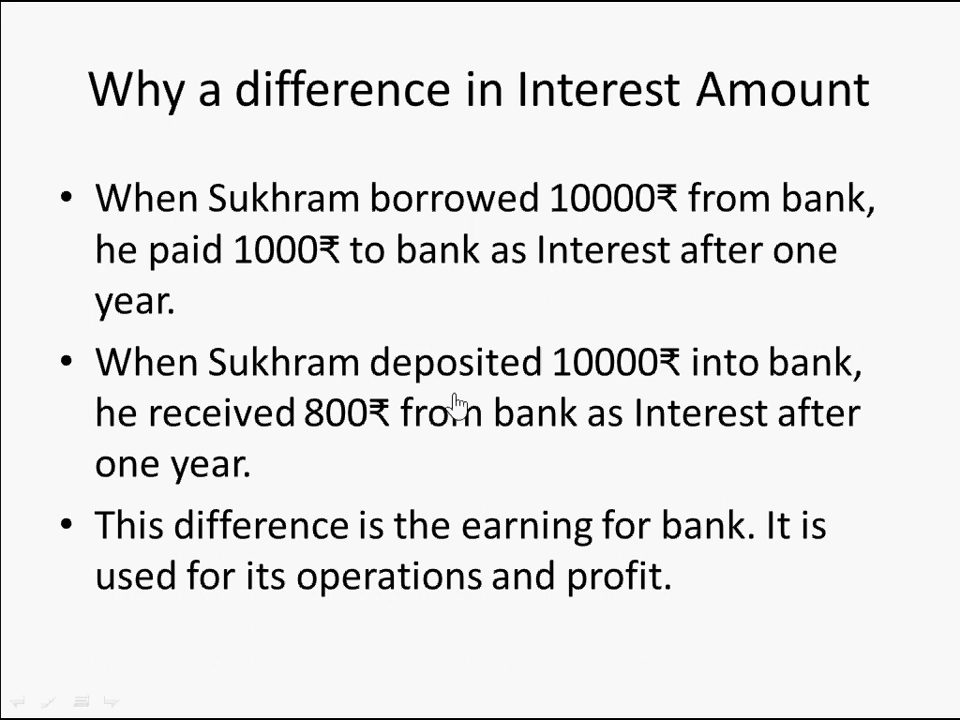 Why a difference in Interest Amount
• When Sukhram borrowed 10000₹ from bank,
he paid 1000₹ to bank as Interest after one
year.
• When Sukhram deposited 10000₹ into bank,
he received 800₹ from bank as Interest after
one year.
• This difference is the earning for bank. It is
used for its operations and profit.